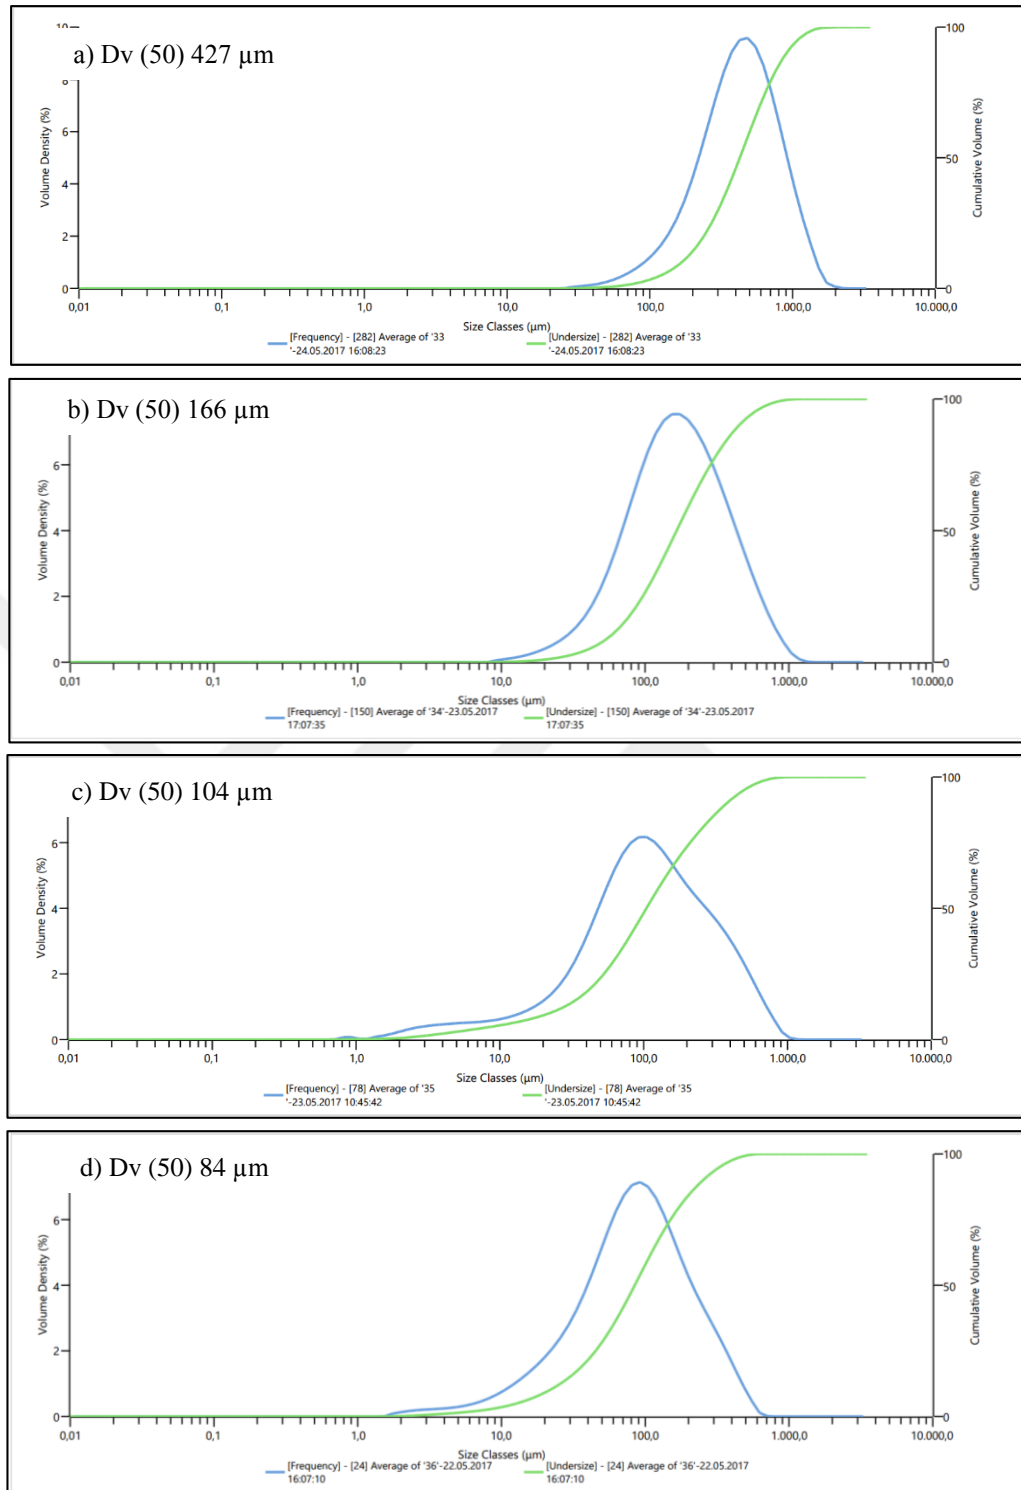 a) Dv (50) 427 µm
10
8
6
4
2
0
Volume Density (%)
100
50
0
Cumulative Volume (%)
0,01 0,1 1,0 10,0 100,0 1.000,0 10.000,0
Size Classes (µm)
[Frequency] - [282] Average of '33 [Undersize] - [282] Average of '33
'-24.05.2017 16:08:23 '-24.05.2017 16:08:23
b) Dv (50) 166 µm
6
4
2
0
Volume Density (%)
100
50
0
Cumulative Volume (%)
0,01 0,1 1,0 10,0 100,0 1.000,0 10.000,0
Size Classes (µm)
[Frequency] - [150] Average of '34'-23.05.2017 [Undersize] - [150] Average of '34'-23.05.2017
17:07:35 17:07:35
c) Dv (50) 104 µm
6
4
2
0
Volume Density (%)
100
50
0
Cumulative Volume (%)
0,01 0,1 1,0 10,0 100,0 1.000,0 10.000,0
Size Classes (µm)
[Frequency] - [78] Average of '35 [Undersize] - [78] Average of '35
'-23.05.2017 10:45:42 '-23.05.2017 10:45:42
d) Dv (50) 84 µm
6
4
2
0
Volume Density (%)
100
50
0
Cumulative Volume (%)
0,01 0,1 1,0 10,0 100,0 1.000,0 10.000,0
Size Classes (µm)
[Frequency] - [24] Average of '36'-22.05.2017 [Undersize] - [24] Average of '36'-22.05.2017
16:07:10 16:07:10